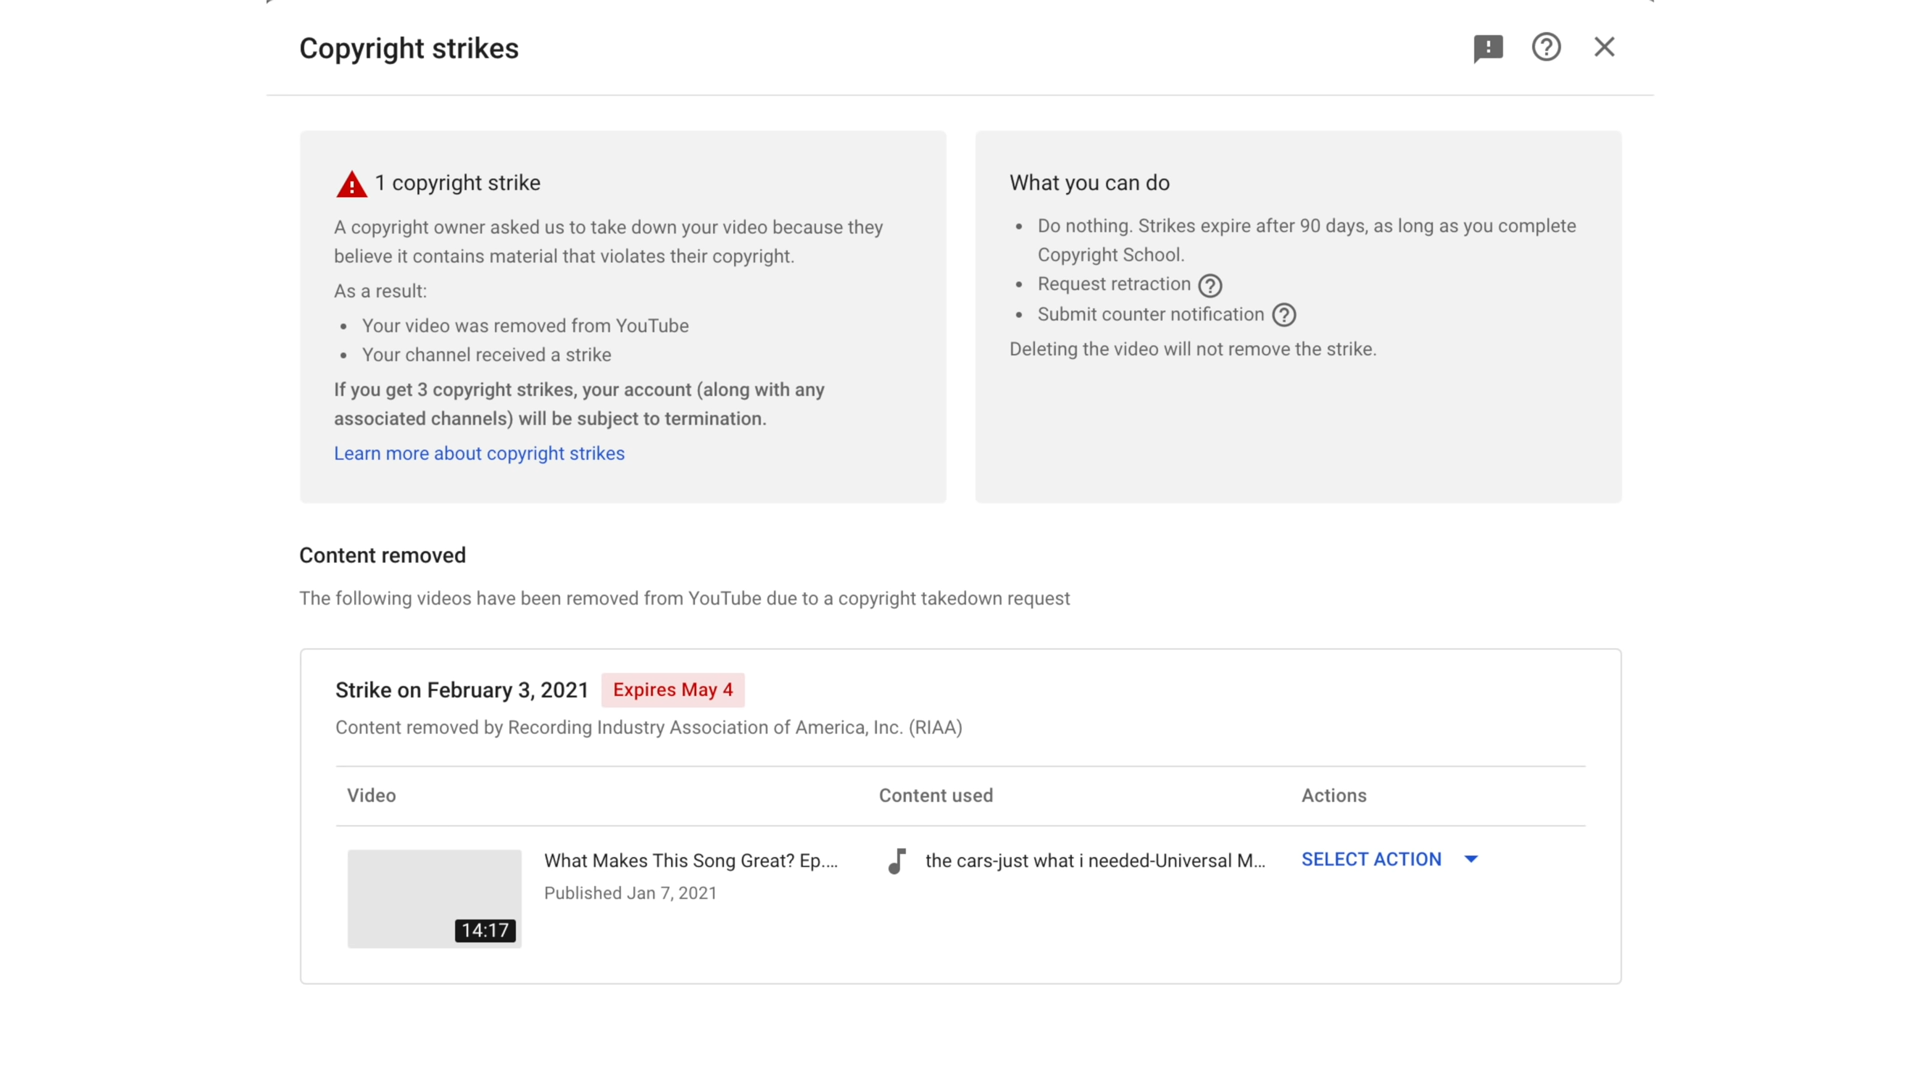 Copyright strikes
1 copyright strike
A copyright owner asked us to take down your video because they
believe it contains material that violates their copyright.
As a result:
• Your video was removed from YouTube
• Your channel received a strike
If you get 3 copyright strikes, your account (along with any
associated channels) will be subject to termination.
Learn more about copyright strikes
What you can do
• Do nothing. Strikes expire after 90 days, as long as you complete
Copyright School.
• Request retraction
• Submit counter notification
Deleting the video will not remove the strike.
Content removed
The following videos have been removed from YouTube due to a copyright takedown request
Strike on February 3, 2021 Expires May 4
Content removed by Recording Industry Association of America, Inc. (RIAA)
Video Content used Actions
What Makes This Song Great? Ep.... the cars-just what i needed-Universal M... SELECT ACTION
Published Jan 7, 2021
14:17